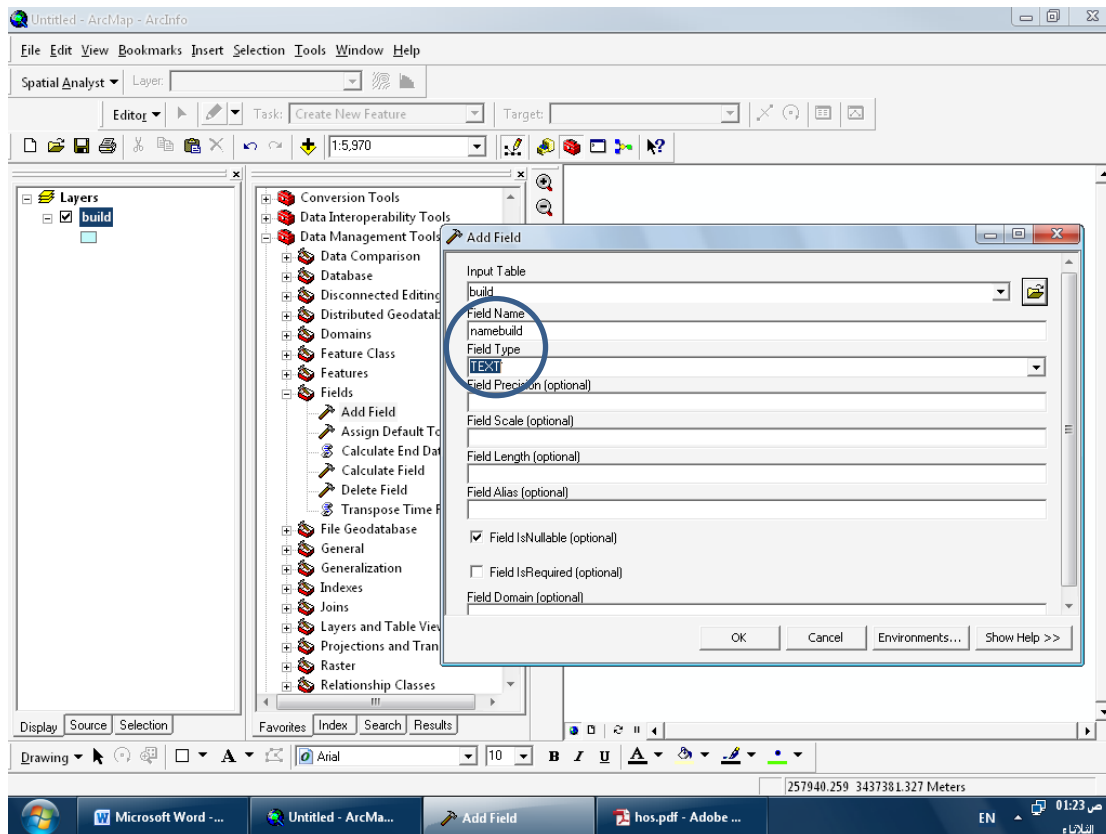 Untitled - ArcMap - ArcInfo
File Edit View Bookmarks Insert Selection Tools Window Help
Spatial Analyst Layer:
Editor Task: Create New Feature Target:
1:5,970
Layers
build
Conversion Tools
Data Interoperability Tools
Data Management Tools
Data Comparison
Database
Disconnected Editing
Distributed Geodatab
Domains
Feature Class
Features
Fields
Add Field
Assign Default To
Calculate End Dat
Calculate Field
Delete Field
Transpose Time F
File Geodatabase
General
Generalization
Indexes
Joins
Layers and Table View
Projections and Tran
Raster
Relationship Classes
Add Field
Input Table
build
Field Name
namebuild
Field Type
TEXT
Field Precision (optional)
Field Scale (optional)
Field Length (optional)
Field Alias (optional)
Field IsNullable (optional)
Field IsRequired (optional)
Field Domain (optional)
OK Cancel Environments... Show Help >>
Display Source Selection
Favorites Index Search Results
Drawing A Arial 10 B I U A
257940.259 3437381.327 Meters
Microsoft Word -... Untitled - ArcMa... Add Field hos.pdf - Adobe ... EN 01:23 ص
الثلاثاء